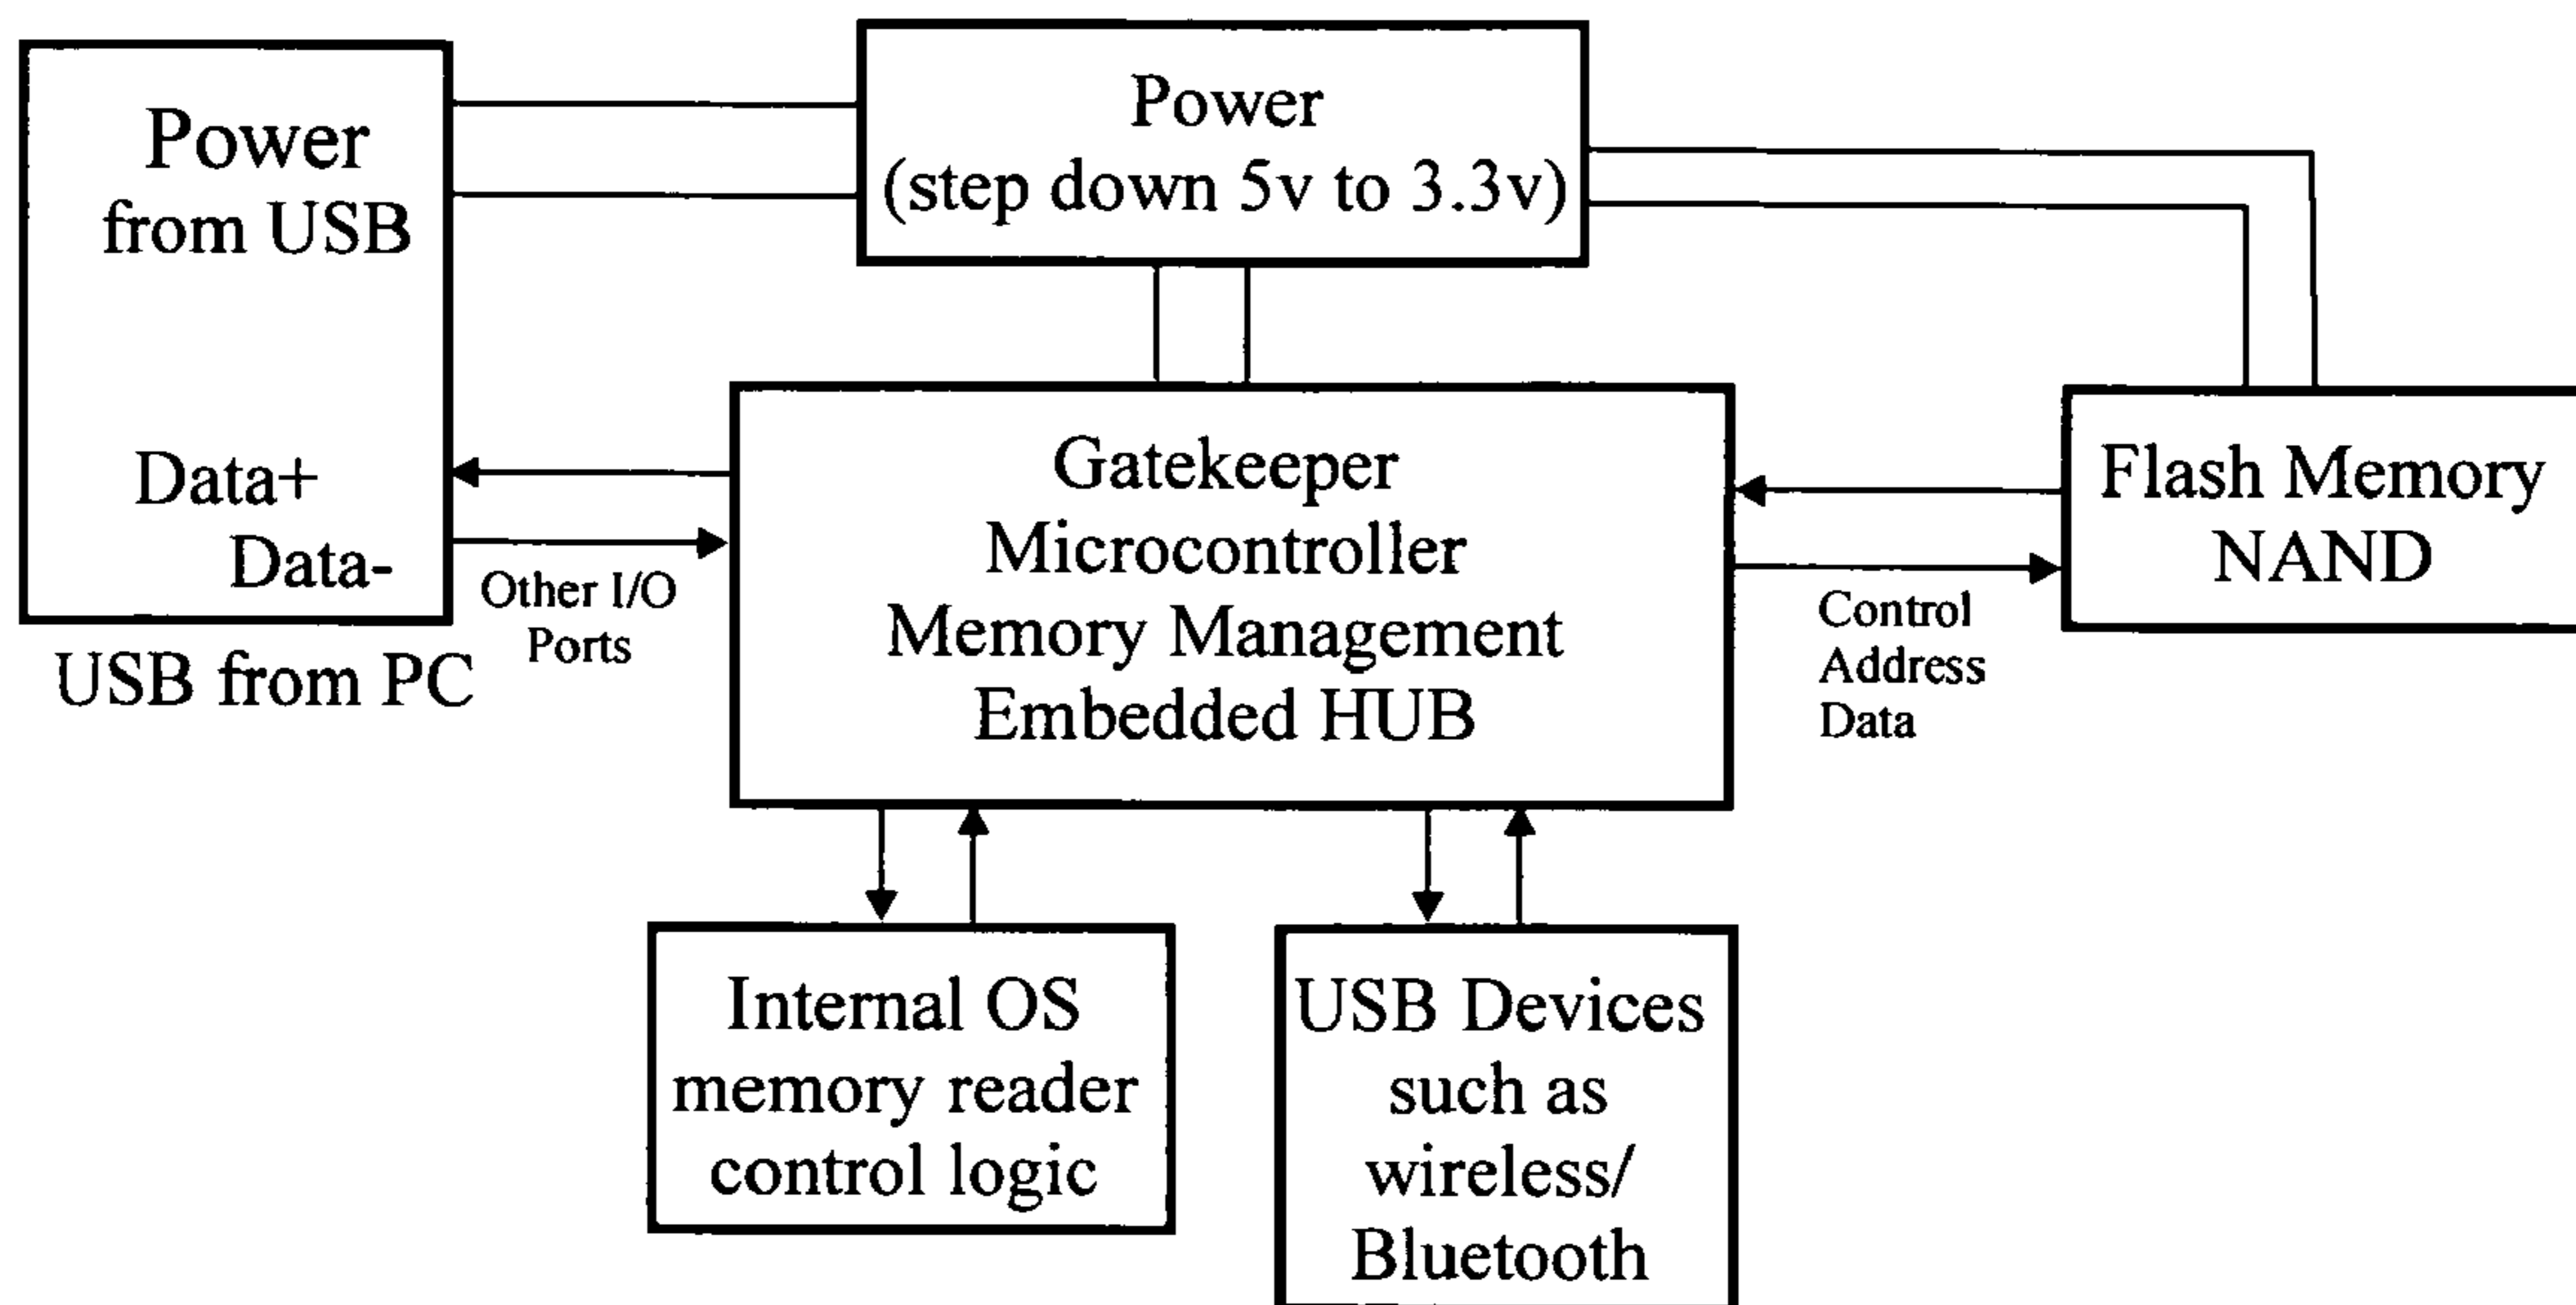 Power
from USB
Data+
Data-
USB from PC
Power
(step down 5v to 3.3v)
Other I/O
Ports
Gatekeeper
Microcontroller
Memory Management
Embedded HUB
Control
Address
Data
Flash Memory
NAND
Internal OS
memory reader
control logic
USB Devices
such as
wireless/
Bluetooth